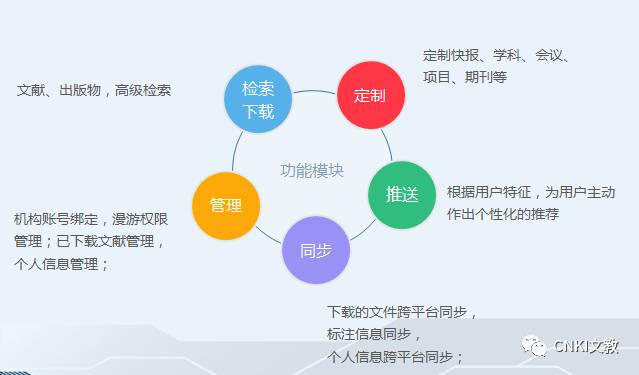 定制快报、学科、会议、
项目、期刊等
检索
下载
定制
文献、出版物，高级检索
功能模块
管理
推送
根据用户特征，为用户主动
作出个性化的推荐
机构账号绑定，漫游权限
管理；已下载文献管理，
个人信息管理；
同步
下载的文件跨平台同步，
标注信息同步，
个人信息跨平台同步；
CNKI文教